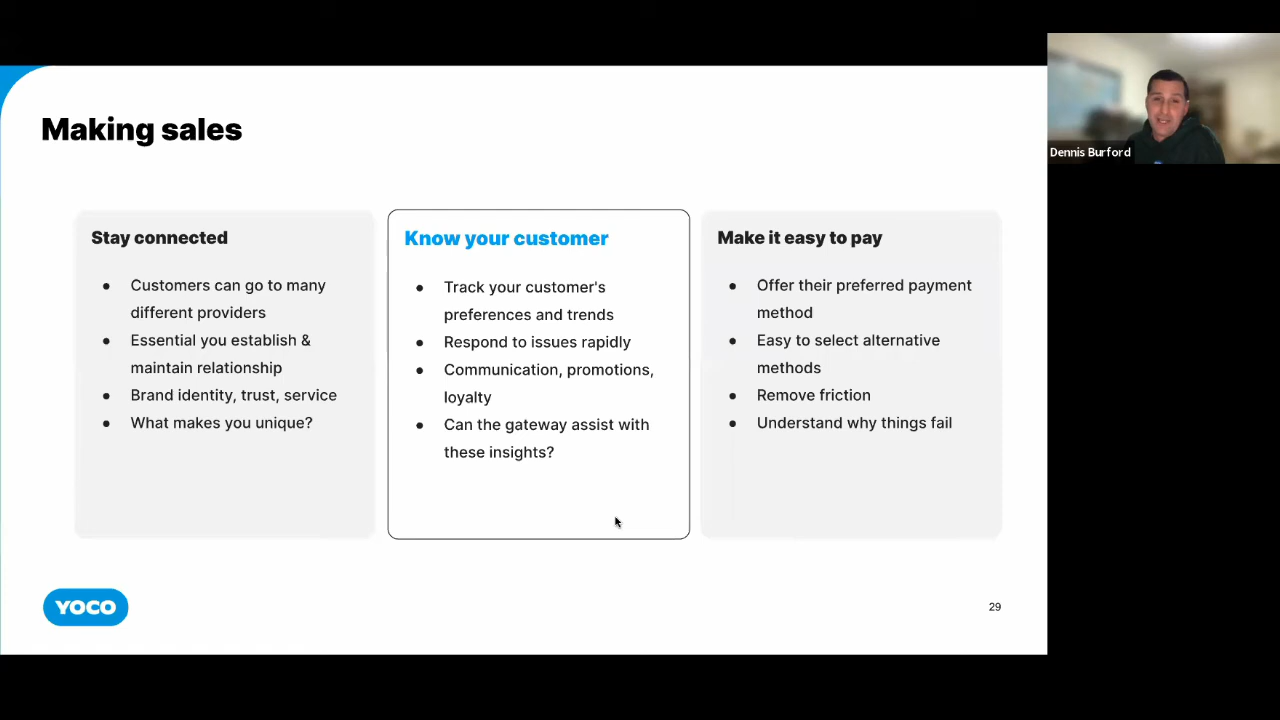 Making sales
Stay connected
● Customers can go to many
different providers
● Essential you establish &
maintain relationship
● Brand identity, trust, service
● What makes you unique?
Know your customer
● Track your customer's
preferences and trends
● Respond to issues rapidly
● Communication, promotions,
loyalty
● Can the gateway assist with
these insights?
Make it easy to pay
● Offer their preferred payment
method
● Easy to select alternative
methods
● Remove friction
● Understand why things fail
YOCO
29
Dennis Burford